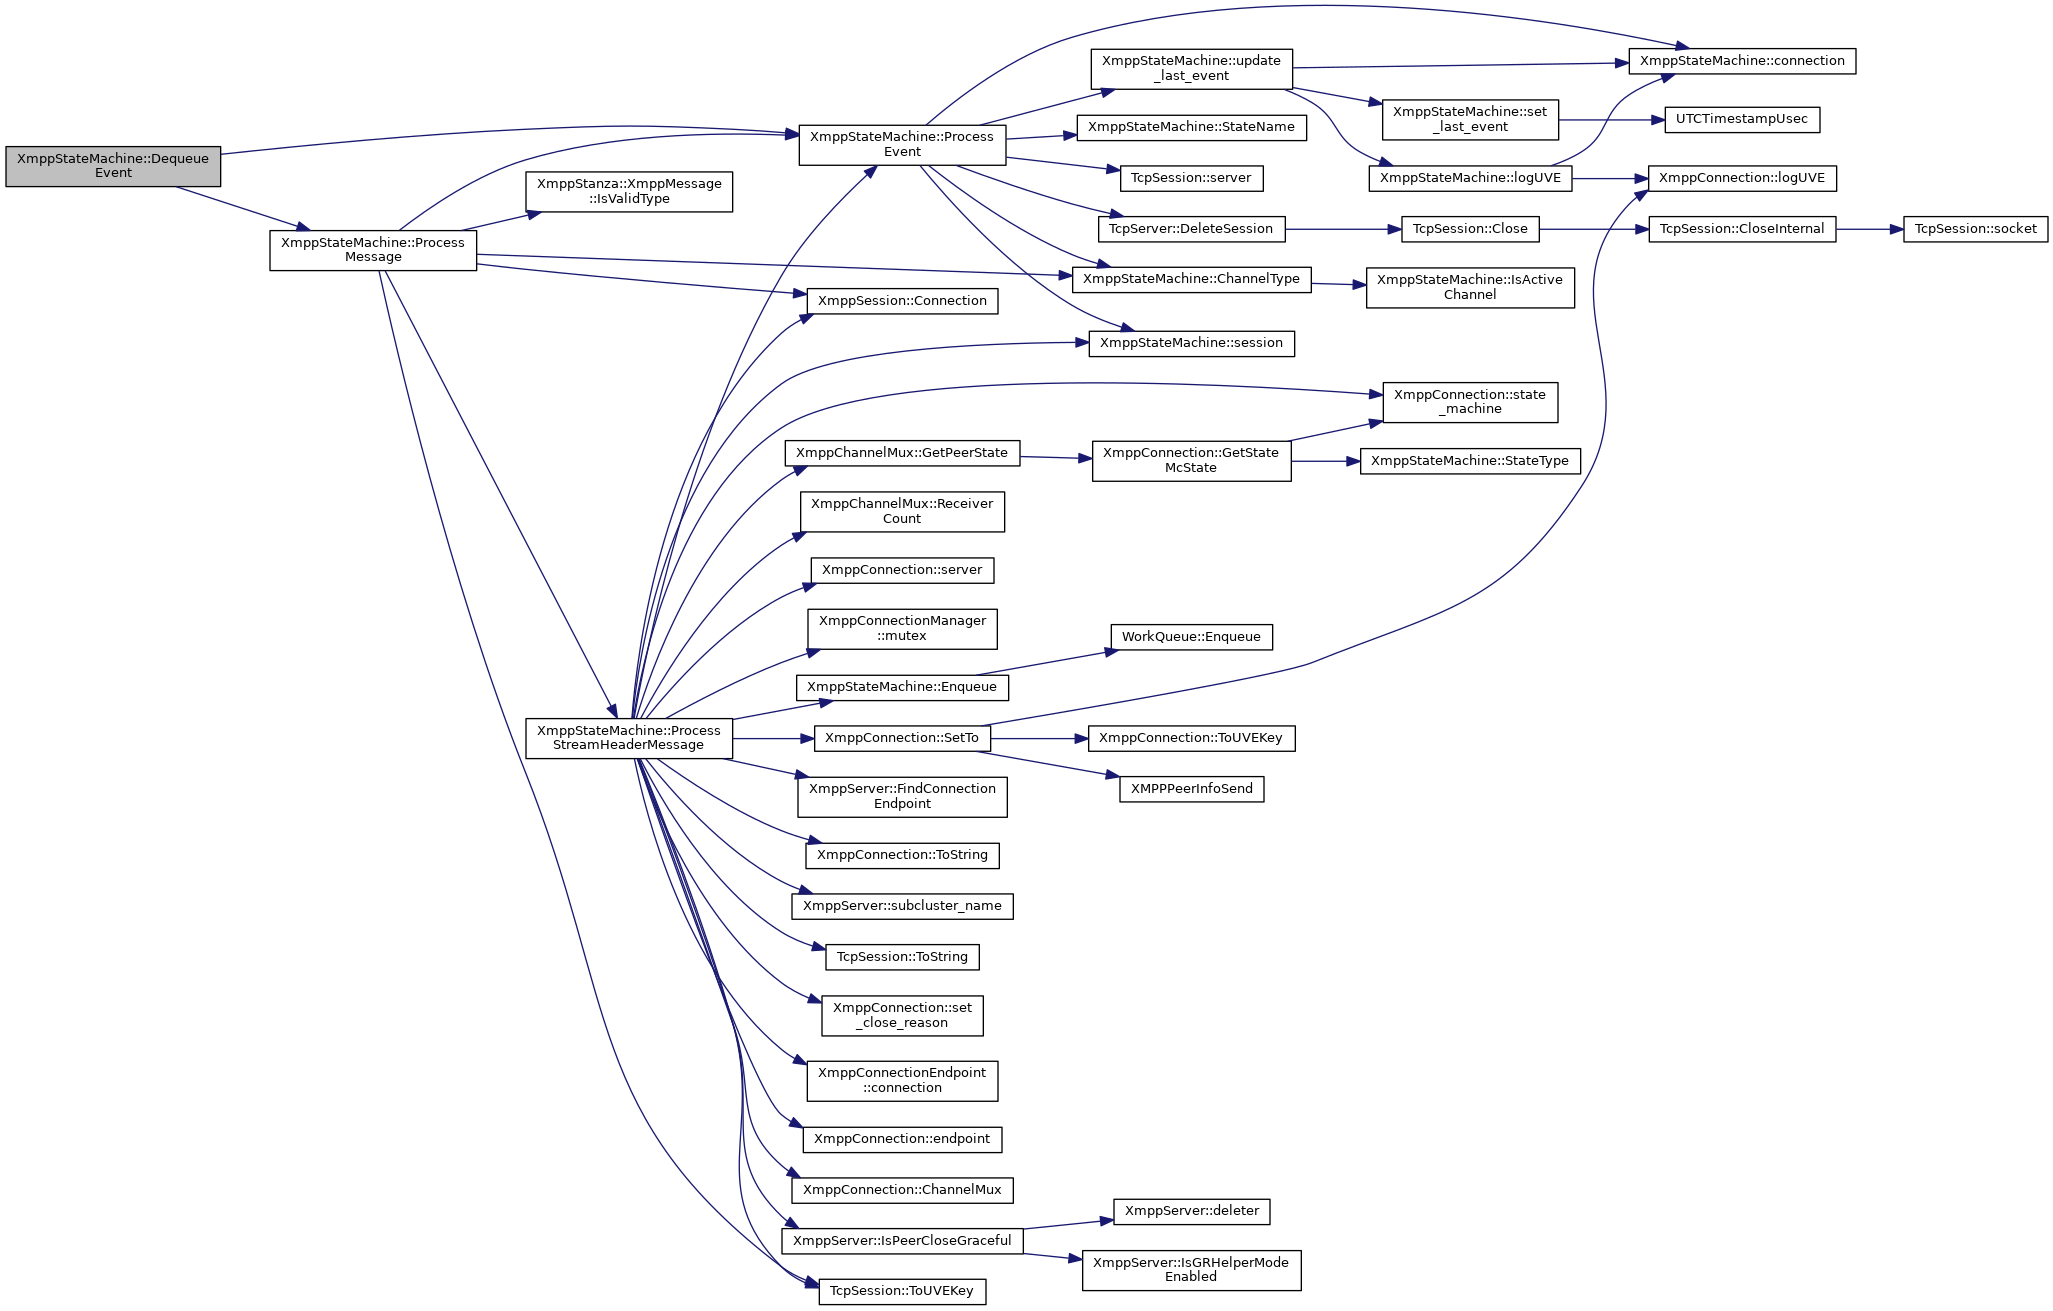 XmppStateMachine::Dequeue
Event
XmppStateMachine::Process
Message
XmppStanza::XmppMessage
::IsValidType
XmppStateMachine::Process
StreamHeaderMessage
XmppStateMachine::Process
Event
XmppSession::Connection
XmppChannelMux::GetPeerState
XmppChannelMux::Receiver
Count
XmppConnection::server
XmppConnectionManager
::mutex
XmppStateMachine::Enqueue
XmppConnection::SetTo
XmppServer::FindConnection
Endpoint
XmppConnection::ToString
XmppServer::subcluster_name
TcpSession::ToString
XmppConnection::set
_close_reason
XmppConnectionEndpoint
::connection
XmppConnection::endpoint
XmppConnection::ChannelMux
XmppServer::IsPeerCloseGraceful
TcpSession::ToUVEKey
XmppStateMachine::update
_last_event
XmppStateMachine::StateName
TcpSession::server
TcpServer::DeleteSession
XmppStateMachine::ChannelType
XmppStateMachine::session
XmppConnection::GetState
McState
WorkQueue::Enqueue
XmppConnection::ToUVEKey
XMPPPeerInfoSend
XmppServer::deleter
XmppServer::IsGRHelperMode
Enabled
XmppStateMachine::set
_last_event
XmppStateMachine::logUVE
TcpSession::Close
XmppStateMachine::IsActive
Channel
XmppConnection::state
_machine
XmppStateMachine::StateType
XmppStateMachine::connection
UTCTimestampUsec
XmppConnection::logUVE
TcpSession::CloseInternal
TcpSession::socket